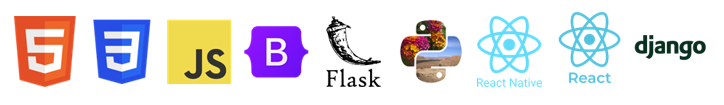 5
3
JS
B
Flask
React Native
React
django